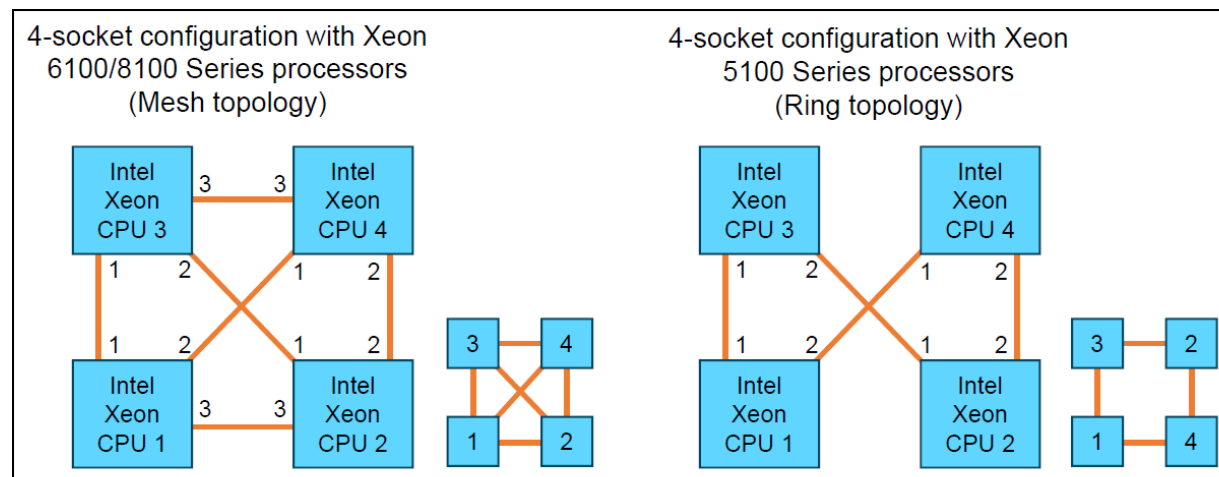 4-socket configuration with Xeon
6100/8100 Series processors
(Mesh topology)
Intel
Xeon
CPU 3
3
3
Intel
Xeon
CPU 4
1
2
1
2
1
2
1
2
Intel
Xeon
CPU 1
3
3
Intel
Xeon
CPU 2
3
4
1
2
4-socket configuration with Xeon
5100 Series processors
(Ring topology)
Intel
Xeon
CPU 3
Intel
Xeon
CPU 4
1
2
1
2
1
2
1
2
Intel
Xeon
CPU 1
Intel
Xeon
CPU 2
3
2
1
4